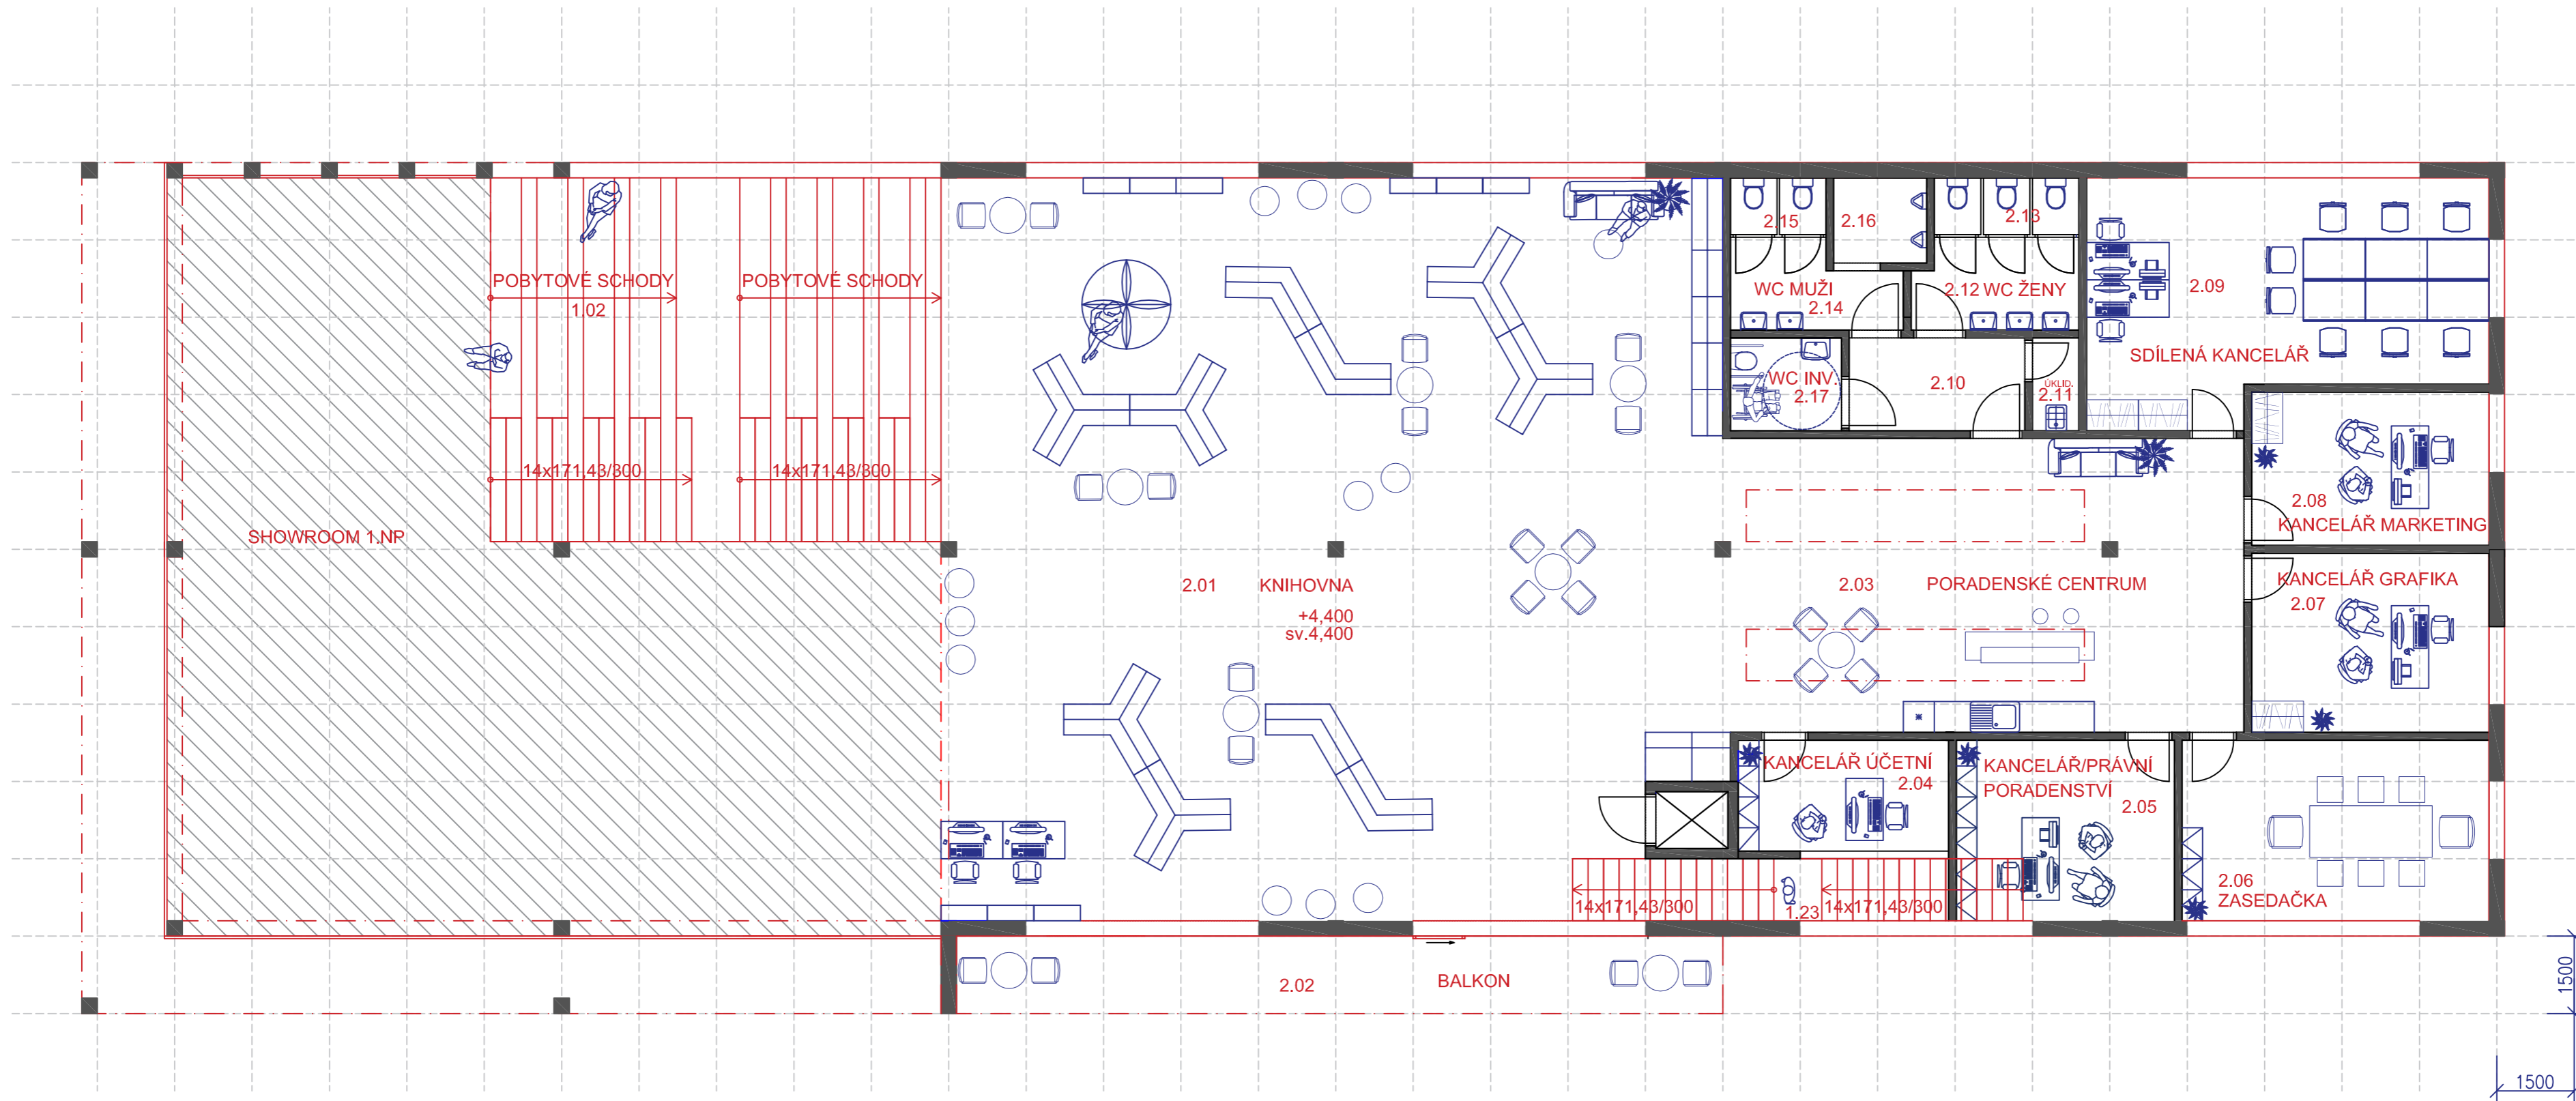 2.15
2.16
2.13
POBYTOVÉ SCHODY
1.02
POBYTOVÉ SCHODY
WC MUŽI
2.14
2.12 WC ŽENY
2.09
SDÍLENÁ KANCELÁŘ
WC INV.
2.17
2.10
ÚKLID.
2.11
14x171,43/300
14x171,43/300
SHOWROOM 1.NP
2.08
KANCELÁŘ MARKETING
2.01 KNIHOVNA
+4,400
sv.4,400
2.03 PORADENSKÉ CENTRUM
KANCELÁŘ GRAFIKA
2.07
KANCELÁŘ ÚČETNÍ
2.04
KANCELÁŘ/PRÁVNÍ
PORADENSTVÍ
2.05
2.06
ZASEDAČKA
14x171,43/300
1.23
14x171,43/300
2.02 BALKON
1500
1500